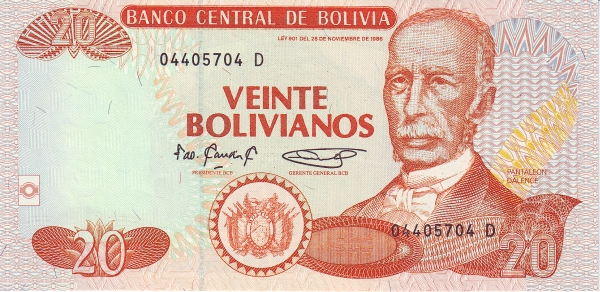 20
BANCO CENTRAL DE BOLIVIA
LEY 901 DEL 28 DE NOVIEMBRE DE 1986
04405704 D
VEINTE
BOLIVIANOS
PRESIDENTE BCB
GERENTE GENERAL BCB
PANTALEON
DALENCE
04405704 D
20
20